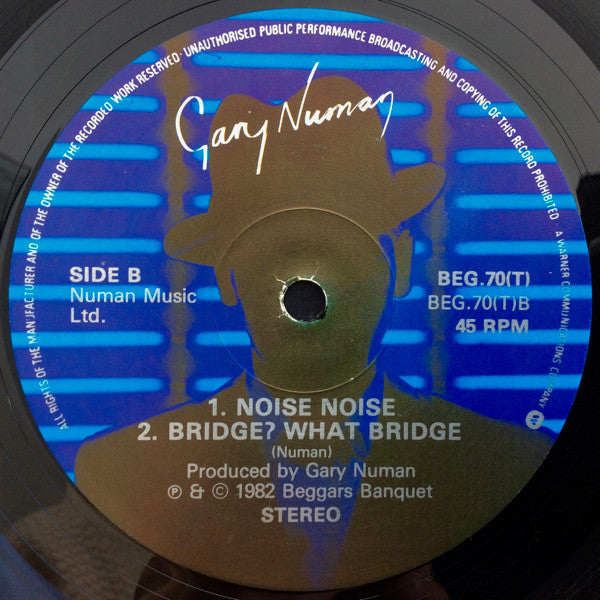 ALL RIGHTS OF THE MANUFACTURER AND OF THE OWNER OF THE RECORDED WORK RESERVED · UNAUTHORISED PUBLIC PERFORMANCE BROADCASTING AND COPYING OF THIS RECORD PROHIBITED
A WARNER COMMUNICATIONS COMPANY
Gary Numan
SIDE B
Numan Music
Ltd.
BEG.70(T)
BEG.70(T)B
45 RPM
1. NOISE NOISE
2. BRIDGE? WHAT BRIDGE
(Numan)
Produced by Gary Numan
℗ & © 1982 Beggars Banquet
STEREO